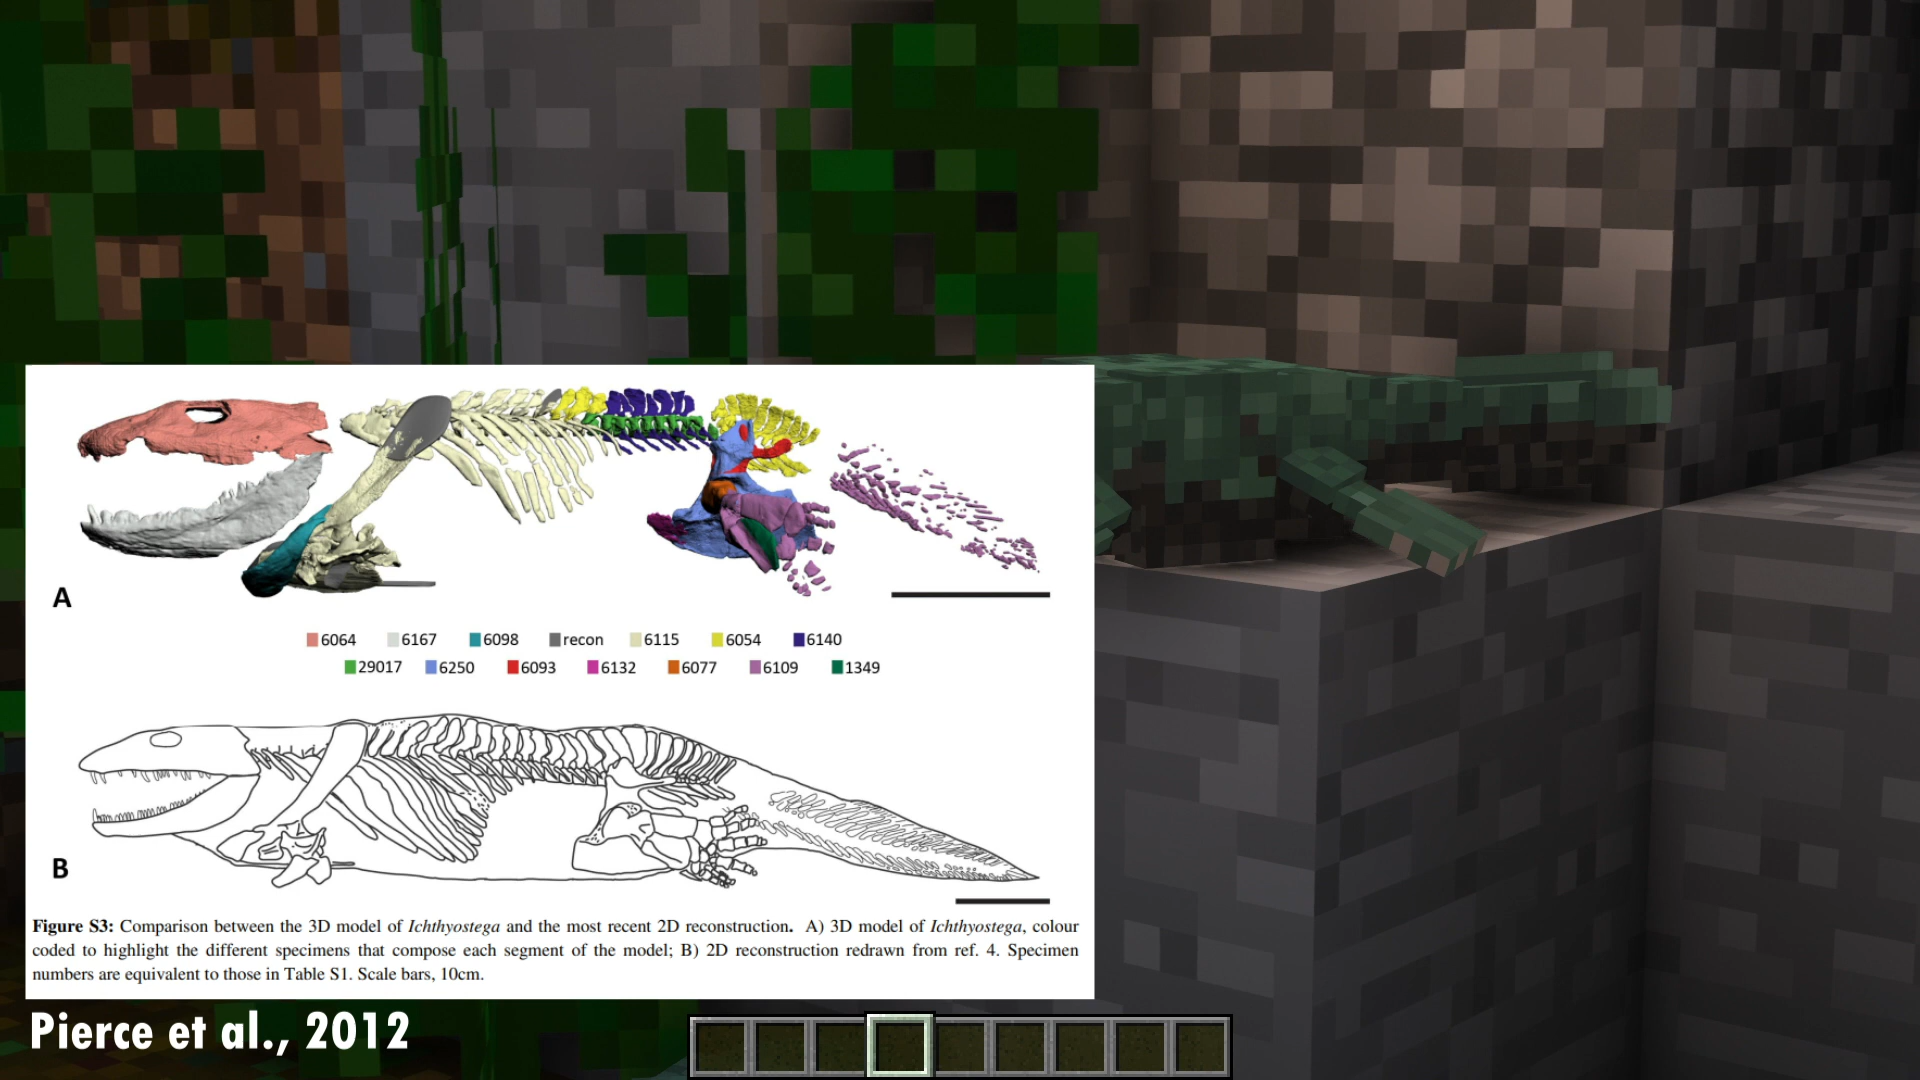 A
6064 6167 6098 recon 6115 6054 6140
29017 6250 6093 6132 6077 6109 1349
B
Figure S3: Comparison between the 3D model of Ichthyostega and the most recent 2D reconstruction. A) 3D model of Ichthyostega, colour
coded to highlight the different specimens that compose each segment of the model; B) 2D reconstruction redrawn from ref. 4. Specimen
numbers are equivalent to those in Table S1. Scale bars, 10cm.
Pierce et al., 2012